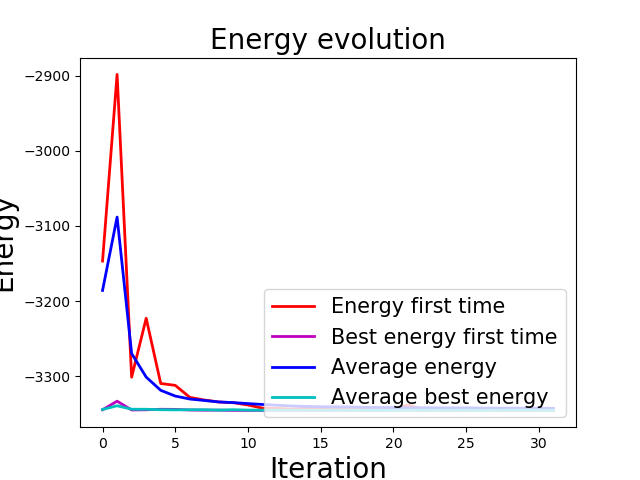 Energy evolution
Energy
−2900
−3000
−3100
−3200
−3300
0
5
10
15
20
25
30
Iteration
Energy first time
Best energy first time
Average energy
Average best energy